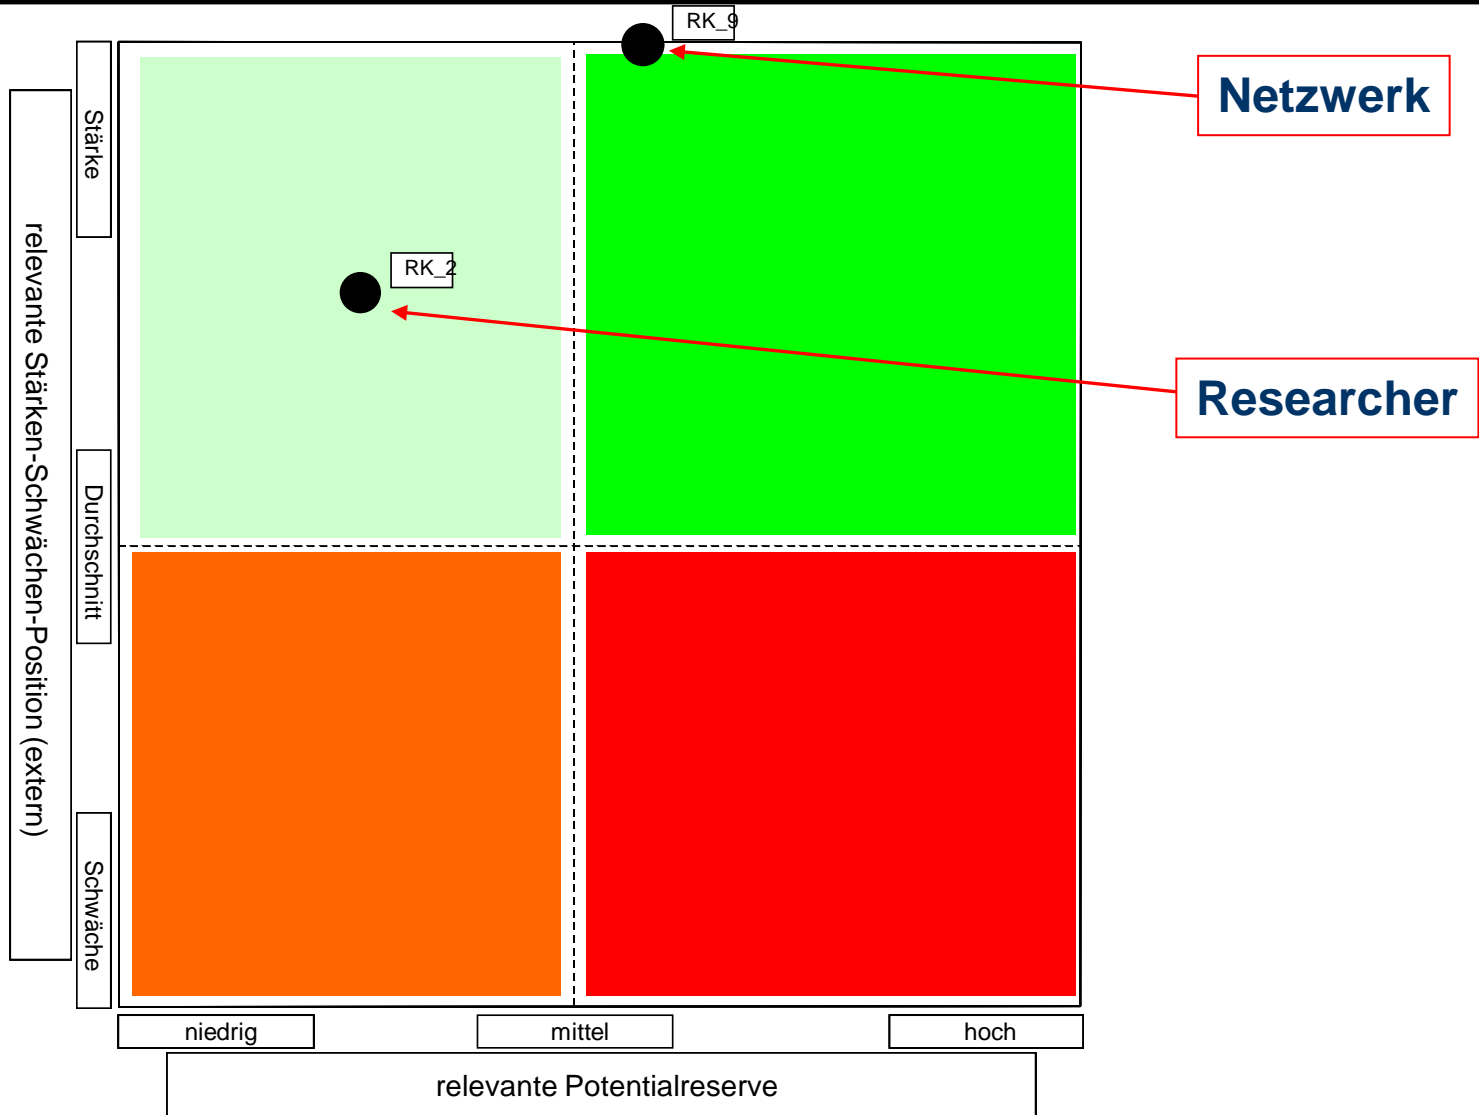 RK_9
Netzwerk
Stärke
RK_2
Researcher
relevante Stärken-Schwächen-Position (extern)
Durchschnitt
Schwäche
niedrig
mittel
hoch
relevante Potentialreserve